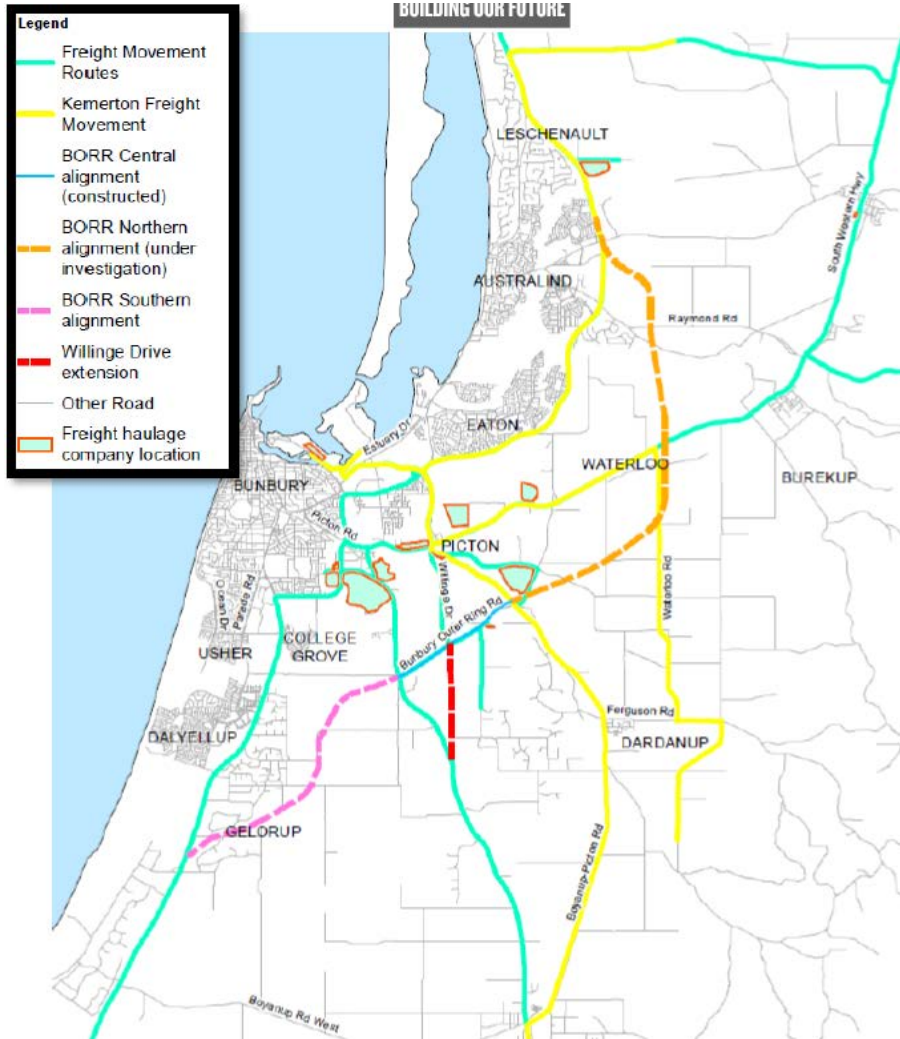 BUILDING OUR FUTURE
Legend
Freight Movement
Routes
Kemerton Freight
Movement
BORR Central
alignment
(constructed)
BORR Northern
alignment (under
investigation)
BORR Southern
alignment
Willinge Drive
extension
Other Road
Freight haulage
company location
LESCHENAULT
South Western Hwy
AUSTRALIND
Raymond Rd
EATON
Estuary Dr
WATERLOO
BUREKUP
BUNBURY
Picton Rd
PICTON
Willinge Dr
Waterloo Rd
Ocean Dr
Parade Rd
Bunbury Outer Ring Rd
USHER
COLLEGE
GROVE
Ferguson Rd
DALYELLUP
DARDANUP
GELORUP
Boyanup-Picton Rd
Boyanup Rd West